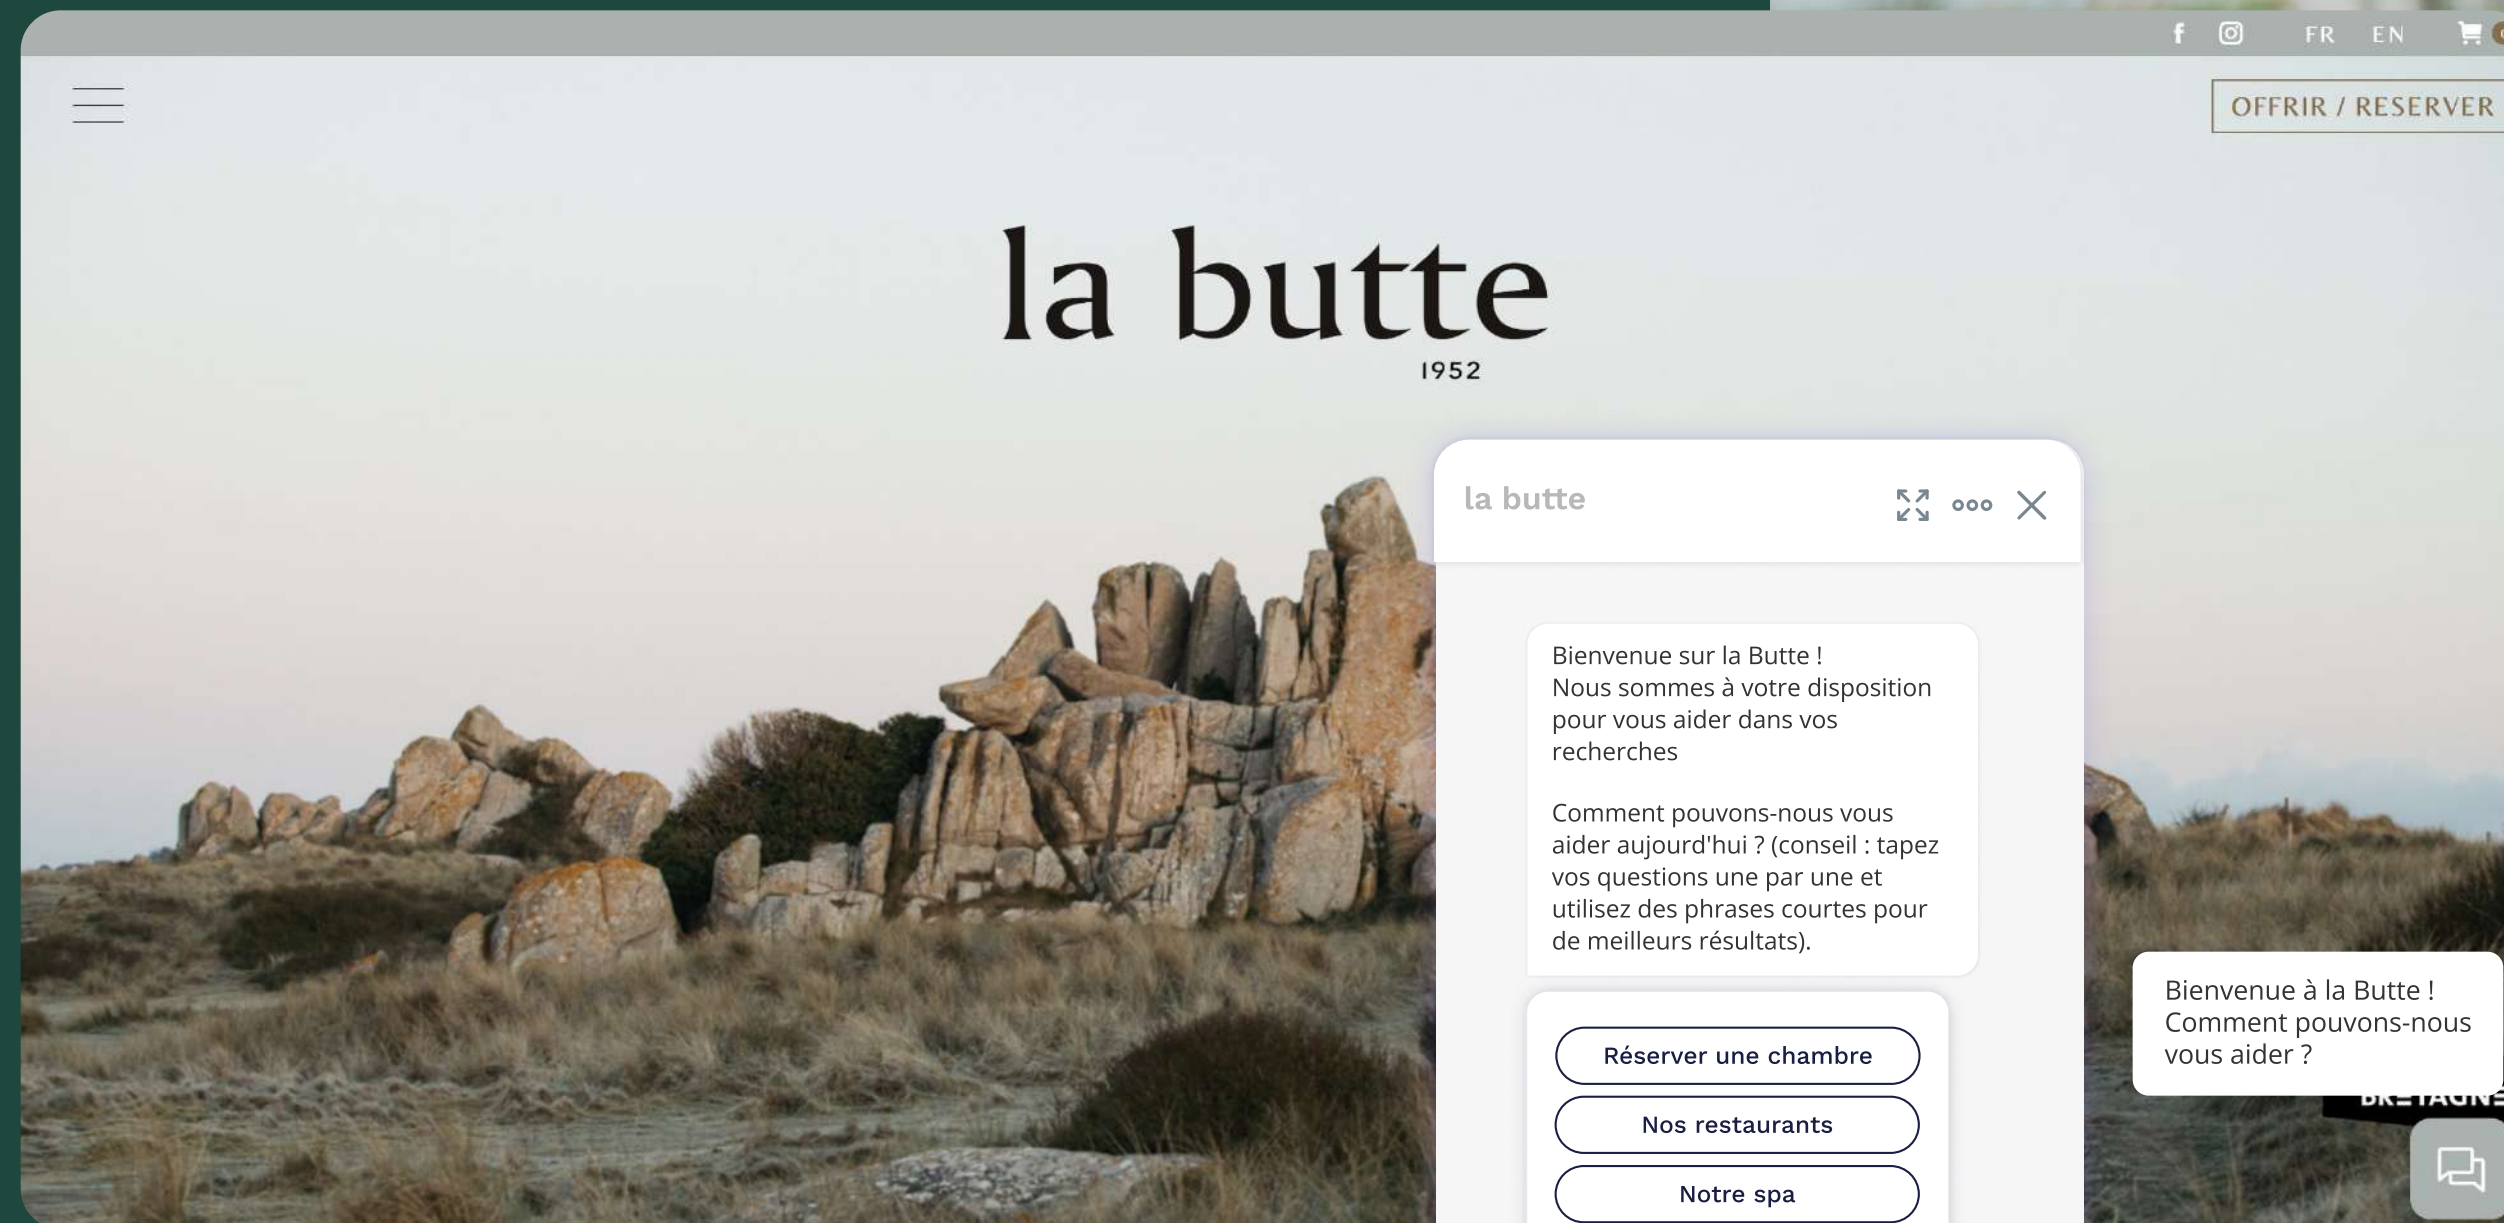 f FR EN
OFFRIR / RESERVER
la butte
1952
la butte
Bienvenue sur la Butte !
Nous sommes à votre disposition
pour vous aider dans vos
recherches
Comment pouvons-nous vous
aider aujourd'hui ? (conseil : tapez
vos questions une par une et
utilisez des phrases courtes pour
de meilleurs résultats).
Réserver une chambre
Nos restaurants
Notre spa
Bienvenue à la Butte !
Comment pouvons-nous
vous aider ?
BRETAGNE